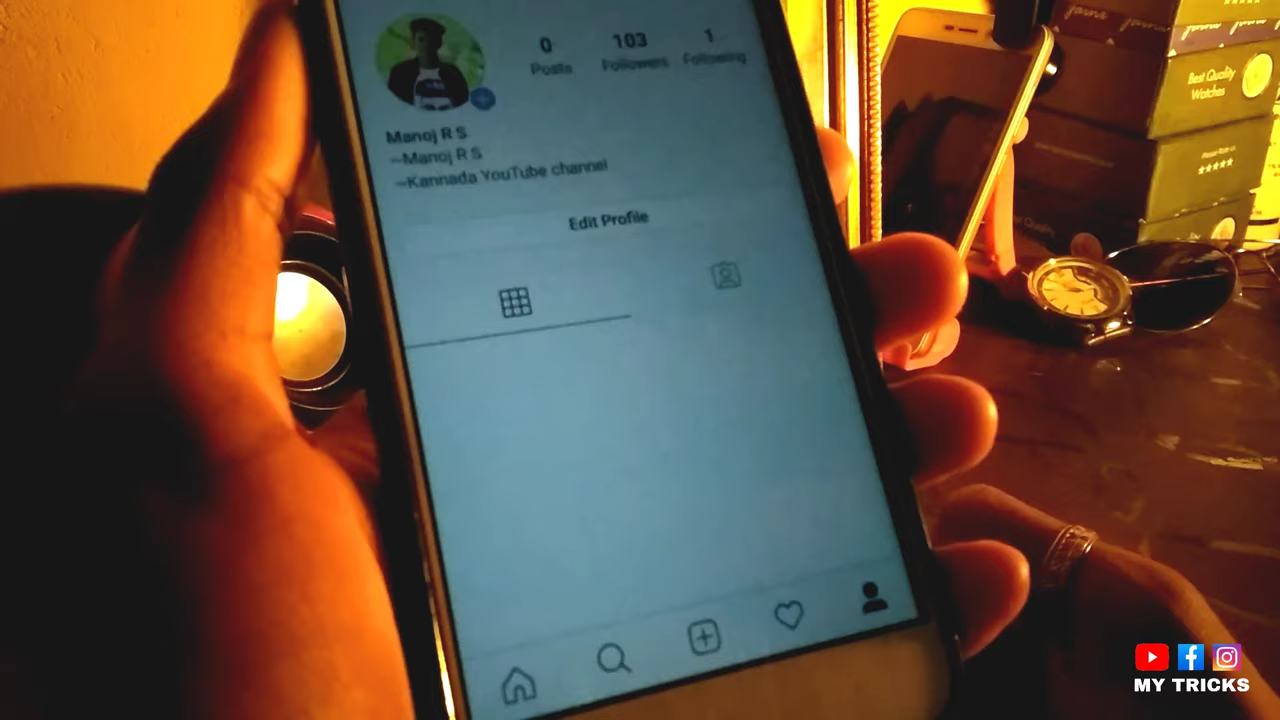 0
103
1
Posts
Followers
Following
Manoj R S
~Manoj R S
~Kannada YouTube channel
Edit Profile
Best Quality
Watches
MY TRICKS